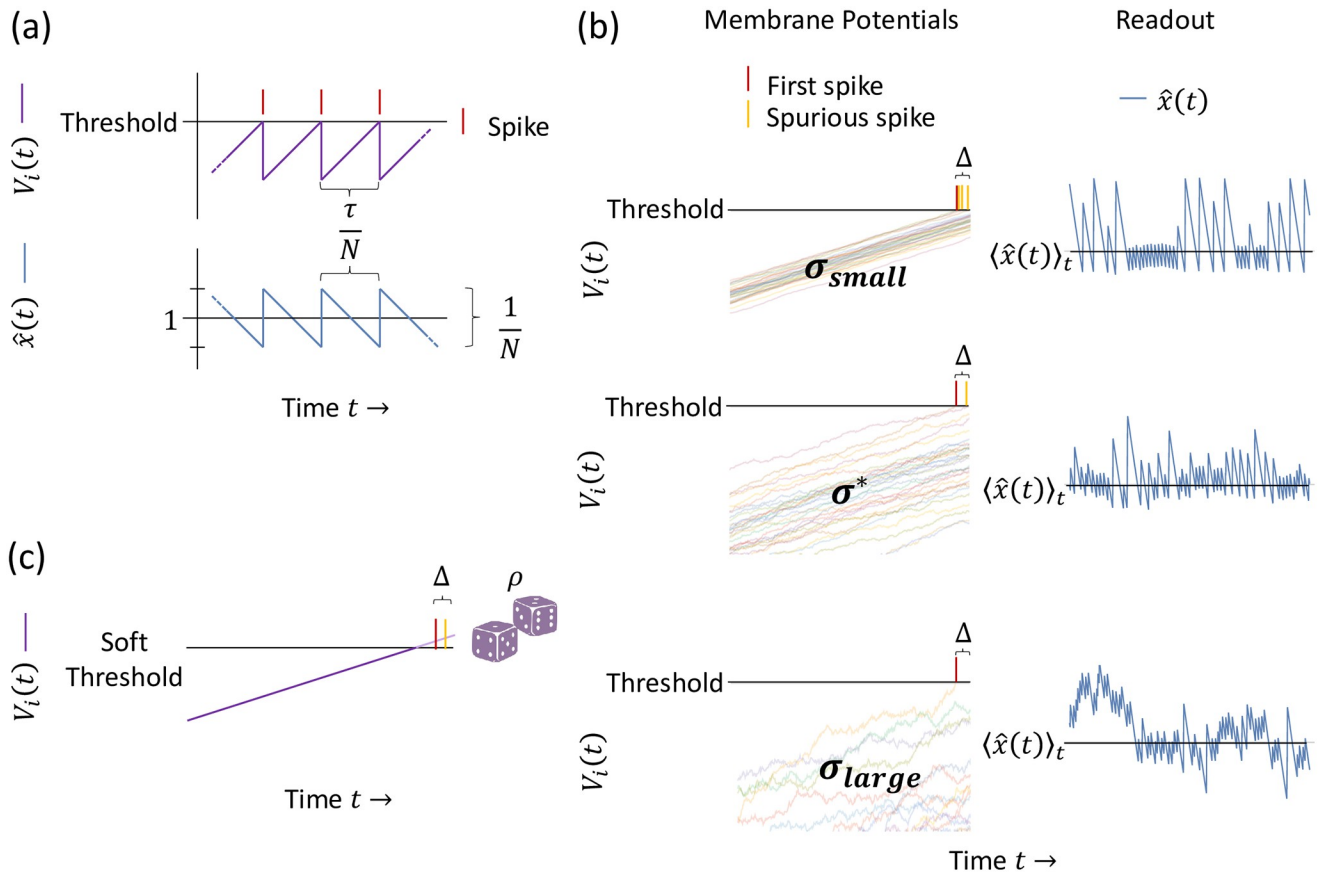 (a)
V_i(t)
Threshold
Spike
τ/N
x̂(t)
1
1/N
Time t →
(b)
Membrane Potentials
Readout
First spike
Spurious spike
x̂(t)
Δ
Threshold
V_i(t)
σ_small
⟨x̂(t)⟩_t
Δ
Threshold
V_i(t)
σ*
⟨x̂(t)⟩_t
Δ
Threshold
V_i(t)
σ_large
⟨x̂(t)⟩_t
Time t →
(c)
V_i(t)
Soft
Threshold
Δ
ρ
Time t →